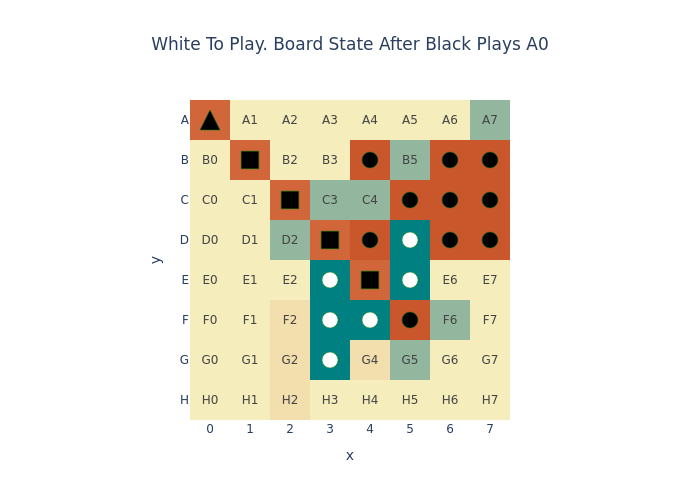 White To Play. Board State After Black Plays A0
A A1 A2 A3 A4 A5 A6 A7
B B0 B2 B3 B5
C C0 C1 C3 C4
D D0 D1 D2
E E0 E1 E2 E6 E7
F F0 F1 F2 F6 F7
G G0 G1 G2 G4 G5 G6 G7
H H0 H1 H2 H3 H4 H5 H6 H7
0 1 2 3 4 5 6 7
x
y